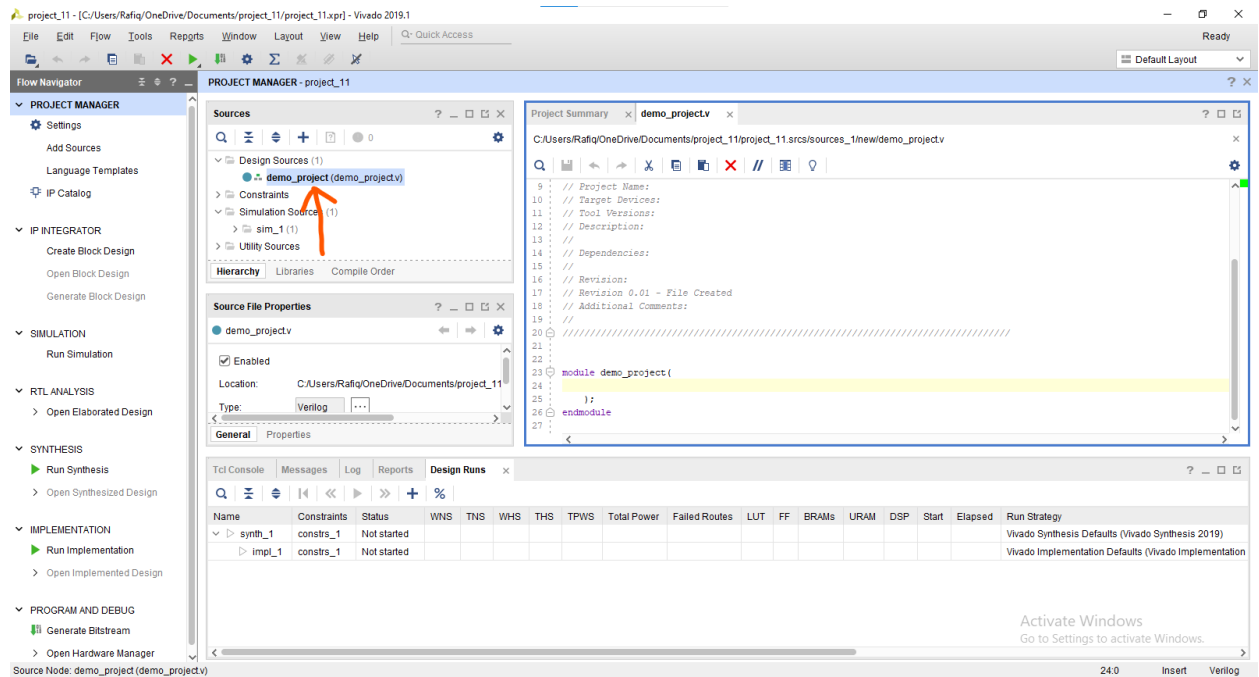 project_11 - [C:/Users/Rafiq/OneDrive/Documents/project_11/project_11.xpr] - Vivado 2019.1
File Edit Flow Tools Reports Window Layout View Help Q- Quick Access Ready
Default Layout
Flow Navigator
PROJECT MANAGER - project_11
PROJECT MANAGER
Settings
Add Sources
Language Templates
IP Catalog
IP INTEGRATOR
Create Block Design
Open Block Design
Generate Block Design
SIMULATION
Run Simulation
RTL ANALYSIS
Open Elaborated Design
SYNTHESIS
Run Synthesis
Open Synthesized Design
IMPLEMENTATION
Run Implementation
Open Implemented Design
PROGRAM AND DEBUG
Generate Bitstream
Open Hardware Manager
Sources
0
Design Sources (1)
demo_project (demo_project.v)
Constraints
Simulation Sources (1)
sim_1 (1)
Utility Sources
Hierarchy Libraries Compile Order
Source File Properties
demo_project.v
Enabled
Location: C:/Users/Rafiq/OneDrive/Documents/project_11
Type: Verilog ...
General Properties
Project Summary demo_project.v
C:/Users/Rafiq/OneDrive/Documents/project_11/project_11.srcs/sources_1/new/demo_project.v
9 // Project Name:
10 // Target Devices:
11 // Tool Versions:
12 // Description:
13 //
14 // Dependencies:
15 //
16 // Revision:
17 // Revision 0.01 - File Created
18 // Additional Comments:
19 //
20 //////////////////////////////////////////////////////////////////////////////////
21
22
23 module demo_project(
24
25 );
26 endmodule
27
Tcl Console Messages Log Reports Design Runs
Name Constraints Status WNS TNS WHS THS TPWS Total Power Failed Routes LUT FF BRAMs URAM DSP Start Elapsed Run Strategy
synth_1 constrs_1 Not started Vivado Synthesis Defaults (Vivado Synthesis 2019)
impl_1 constrs_1 Not started Vivado Implementation Defaults (Vivado Implementation
Activate Windows
Go to Settings to activate Windows.
Source Node: demo_project (demo_project.v) 24:0 Insert Verilog